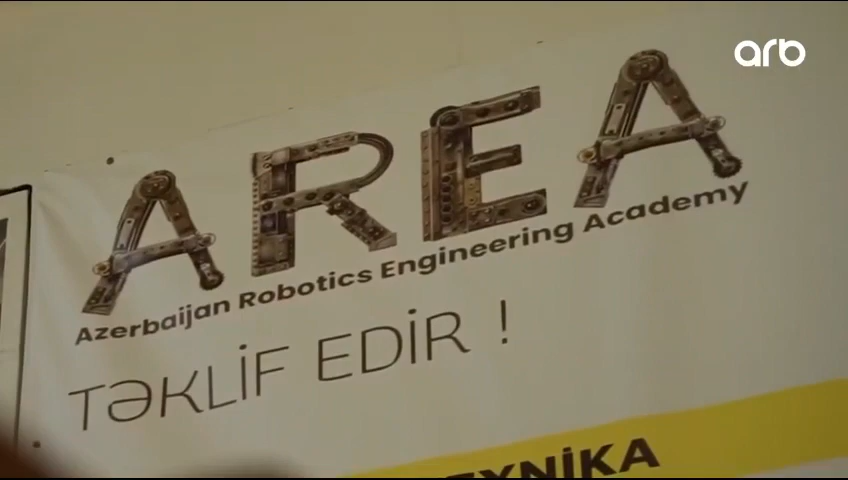 arb
AREA
Azerbaijan Robotics Engineering Academy
TƏKLİF EDİR !